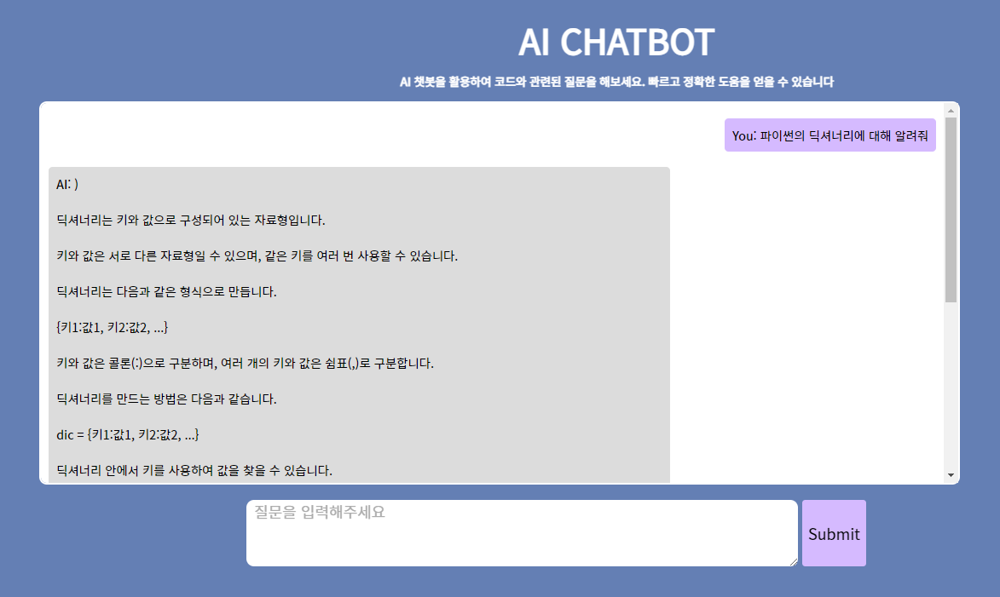 AI CHATBOT
AI 챗봇을 활용하여 코드와 관련된 질문을 해보세요. 빠르고 정확한 도움을 얻을 수 있습니다
You: 파이썬의 딕셔너리에 대해 알려줘
AI: )
딕셔너리는 키와 값으로 구성되어 있는 자료형입니다.
키와 값은 서로 다른 자료형일 수 있으며, 같은 키를 여러 번 사용할 수 있습니다.
딕셔너리는 다음과 같은 형식으로 만듭니다.
{키1:값1, 키2:값2, ...}
키와 값은 콜론(:)으로 구분하며, 여러 개의 키와 값은 쉼표(,)로 구분합니다.
딕셔너리를 만드는 방법은 다음과 같습니다.
dic = {키1:값1, 키2:값2, ...}
딕셔너리 안에서 키를 사용하여 값을 찾을 수 있습니다.
질문을 입력해주세요
Submit